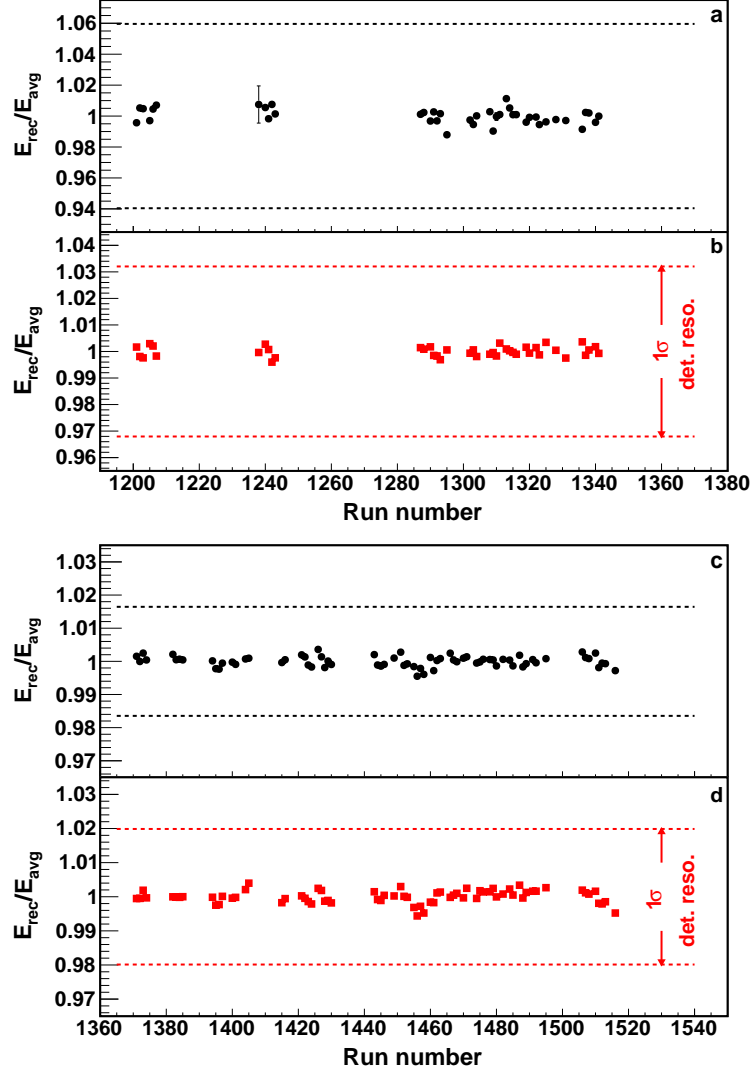 a
E_rec/E_avg
1.06
1.04
1.02
1
0.98
0.96
0.94
b
E_rec/E_avg
1.04
1.03
1.02
1.01
1
0.99
0.98
0.97
0.96
1σ
det. reso.
1200 1220 1240 1260 1280 1300 1320 1340 1360 1380
Run number
c
E_rec/E_avg
1.03
1.02
1.01
1
0.99
0.98
0.97
d
E_rec/E_avg
1.03
1.02
1.01
1
0.99
0.98
0.97
1σ
det. reso.
1360 1380 1400 1420 1440 1460 1480 1500 1520 1540
Run number